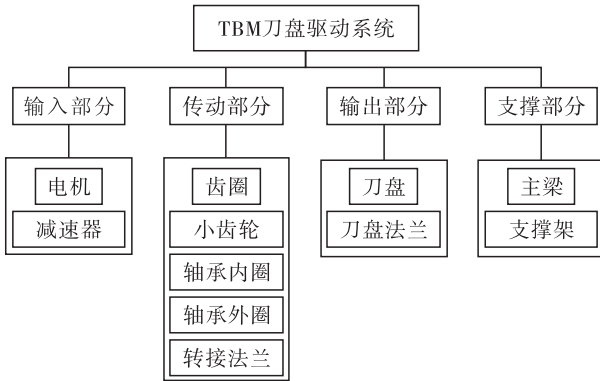 TBM刀盘驱动系统
输入部分
传动部分
输出部分
支撑部分
电机
减速器
齿圈
小齿轮
轴承内圈
轴承外圈
转接法兰
刀盘
刀盘法兰
主梁
支撑架